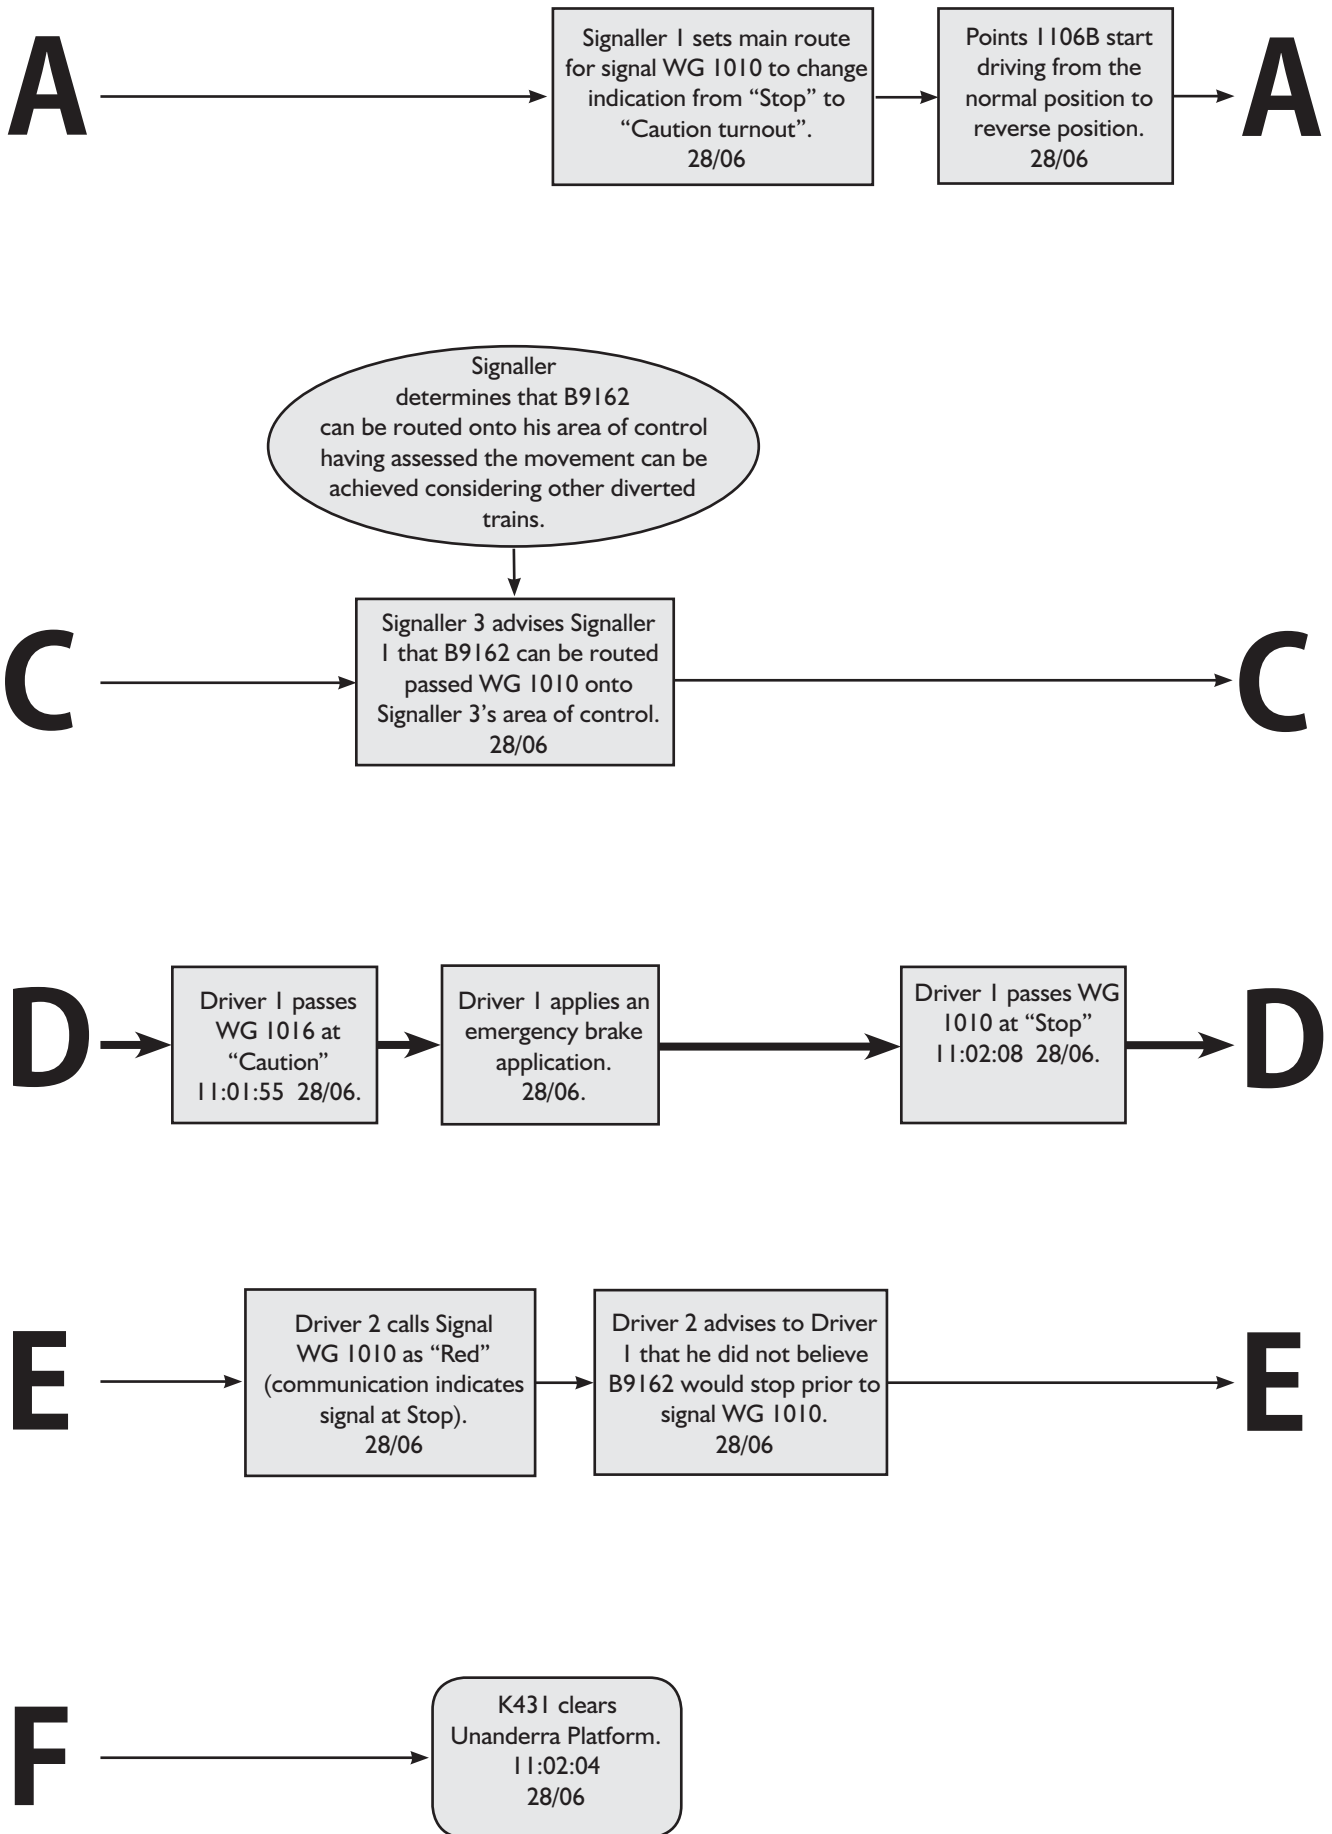 A
Signaller 1 sets main route
for signal WG 1010 to change
indication from “Stop” to
“Caution turnout”.
28/06
Points 1106B start
driving from the
normal position to
reverse position.
28/06
A
Signaller
determines that B9162
can be routed onto his area of control
having assessed the movement can be
achieved considering other diverted
trains.
C
Signaller 3 advises Signaller
1 that B9162 can be routed
passed WG 1010 onto
Signaller 3’s area of control.
28/06
C
D
Driver 1 passes
WG 1016 at
“Caution”
11:01:55 28/06.
Driver 1 applies an
emergency brake
application.
28/06.
Driver 1 passes WG
1010 at “Stop”
11:02:08 28/06.
D
E
Driver 2 calls Signal
WG 1010 as “Red”
(communication indicates
signal at Stop).
28/06
Driver 2 advises to Driver
1 that he did not believe
B9162 would stop prior to
signal WG 1010.
28/06
E
F
K431 clears
Unanderra Platform.
11:02:04
28/06